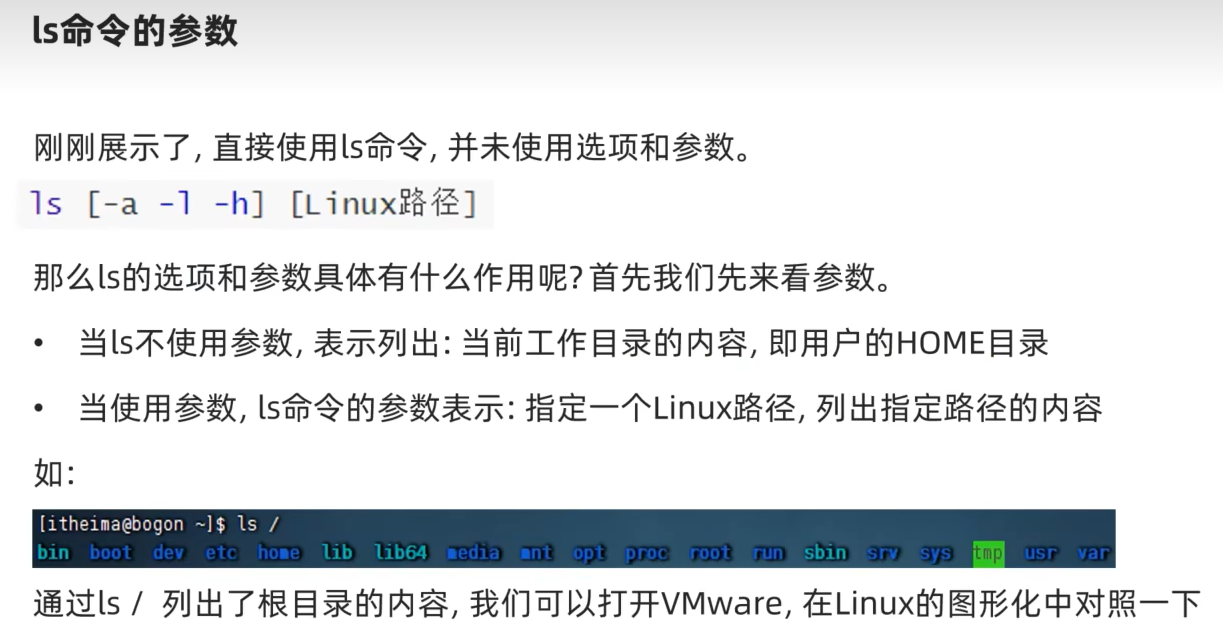 ls命令的参数
刚刚展示了, 直接使用ls命令, 并未使用选项和参数。
ls [-a -l -h] [Linux路径]
那么ls的选项和参数具体有什么作用呢? 首先我们先来看参数。
• 当ls不使用参数, 表示列出: 当前工作目录的内容, 即用户的HOME目录
• 当使用参数, ls命令的参数表示: 指定一个Linux路径, 列出指定路径的内容
如:
[itheima@bogon ~]$ ls /
bin boot dev etc home lib lib64 media mnt opt proc root run sbin srv sys tmp usr var
通过ls / 列出了根目录的内容, 我们可以打开VMware, 在Linux的图形化中对照一下